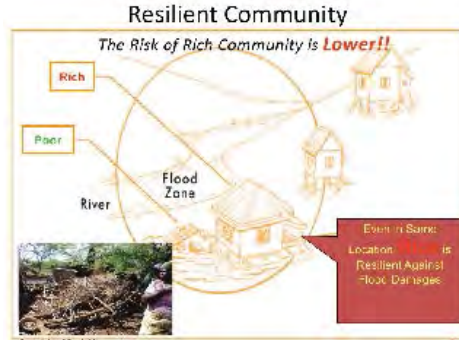 Resilient Community
The Risk of Rich Community is Lower!!
Rich
Poor
Flood
Zone
River
Even in Same
Location is
Resilient Against
Flood Damages